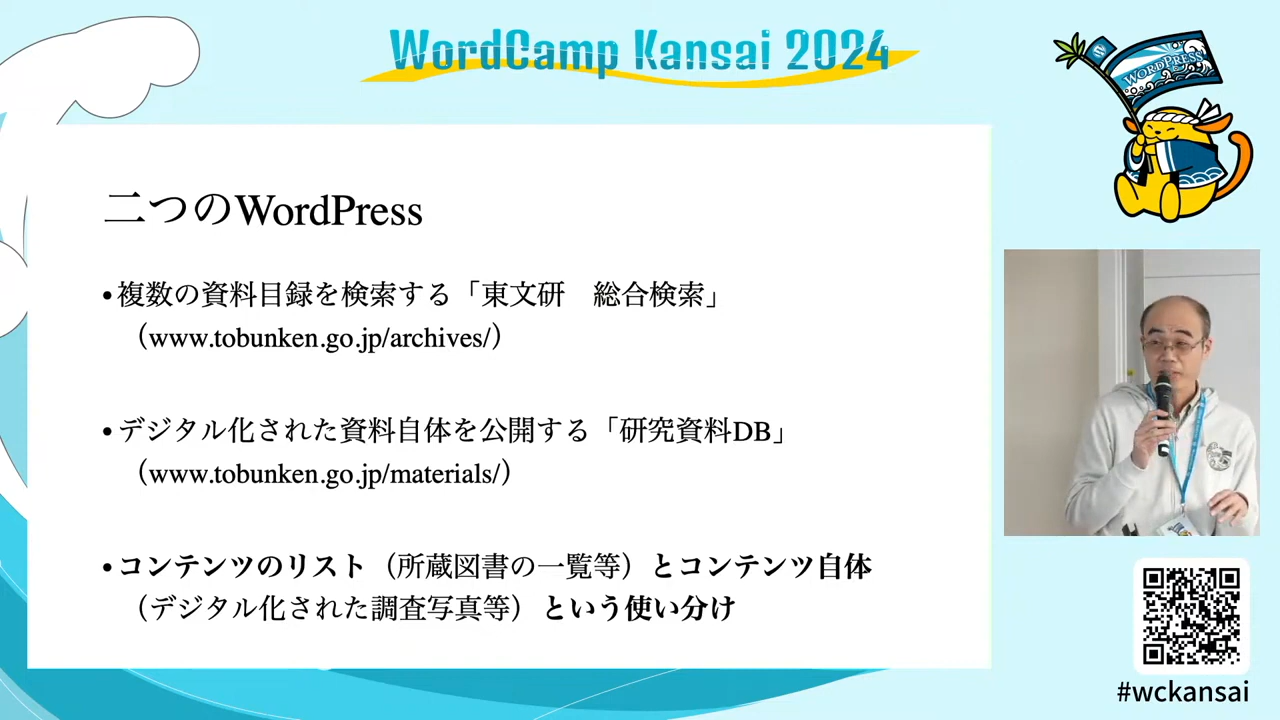 WordCamp Kansai 2024
WORDPRESS
二つのWordPress
•複数の資料目録を検索する「東文研　総合検索」
（www.tobunken.go.jp/archives/）
•デジタル化された資料自体を公開する「研究資料DB」
（www.tobunken.go.jp/materials/）
•コンテンツのリスト（所蔵図書の一覧等）とコンテンツ自体
（デジタル化された調査写真等）という使い分け
#wckansai